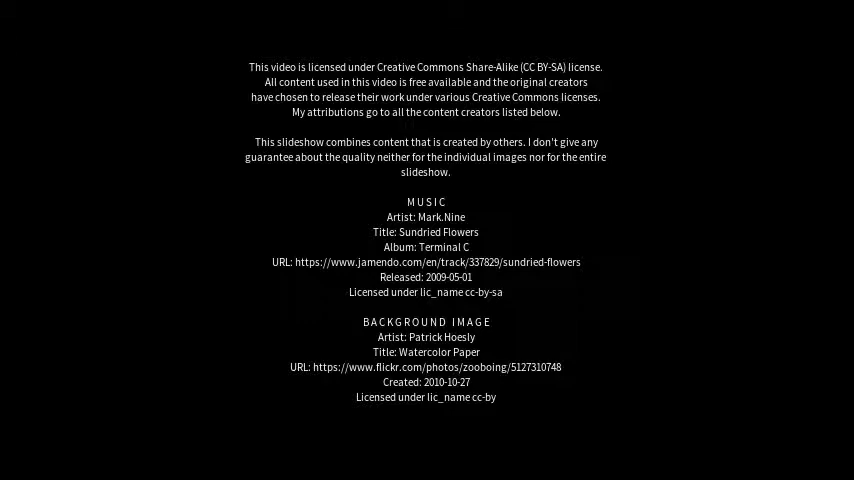 This video is licensed under Creative Commons Share-Alike (CC BY-SA) license.
All content used in this video is free available and the original creators
have chosen to release their work under various Creative Commons licenses.
My attributions go to all the content creators listed below.
This slideshow combines content that is created by others. I don't give any
guarantee about the quality neither for the individual images nor for the entire
slideshow.
MUSIC
Artist: Mark.Nine
Title: Sundried Flowers
Album: Terminal C
URL: https://www.jamendo.com/en/track/337829/sundried-flowers
Released: 2009-05-01
Licensed under lic_name cc-by-sa
BACKGROUND IMAGE
Artist: Patrick Hoesly
Title: Watercolor Paper
URL: https://www.flickr.com/photos/zooboing/5127310748
Created: 2010-10-27
Licensed under lic_name cc-by